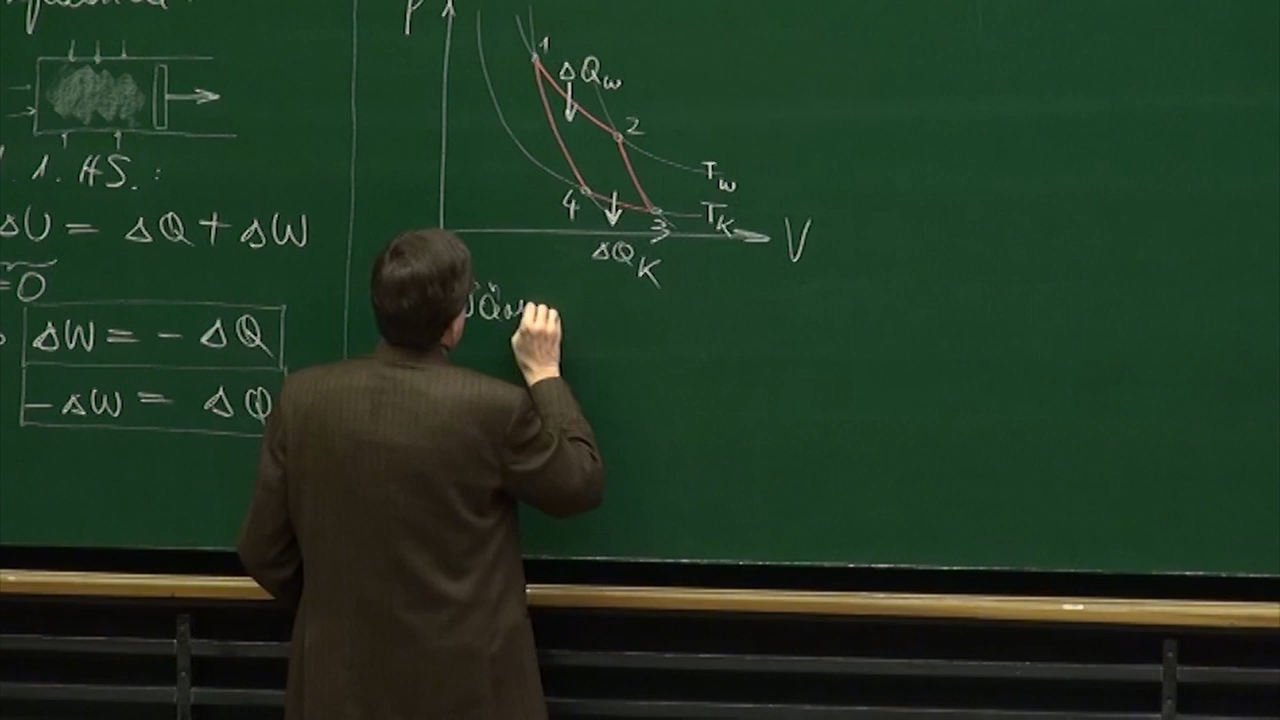 1. HS.:
ΔU = ΔQ + ΔW
=0
ΔW = - ΔQ
-ΔW = ΔQ
P
1
ΔQ_W
2
T_W
4
3
T_K
V
ΔQ_K